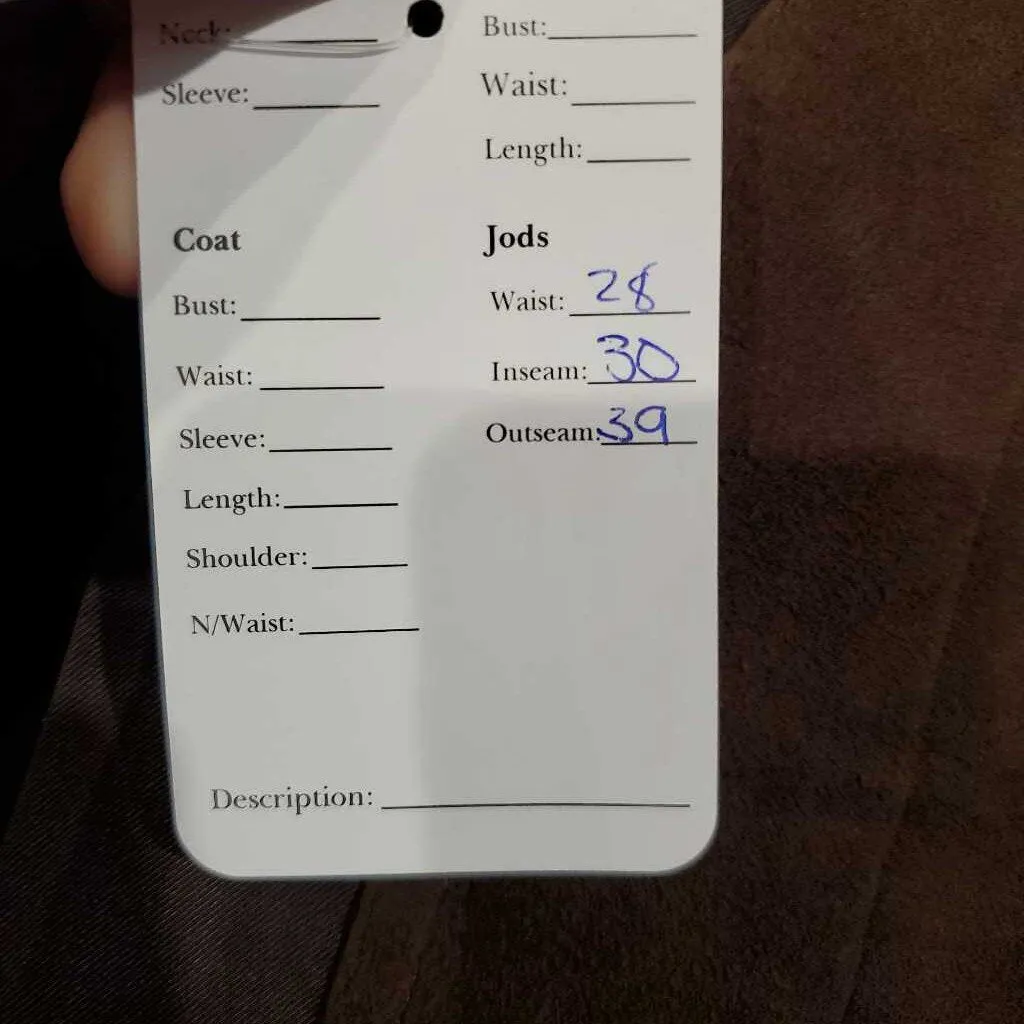 Neck:
Sleeve:
Bust:
Waist:
Length:
Coat
Bust:
Waist:
Sleeve:
Length:
Shoulder:
N/Waist:
Jods
Waist: 28
Inseam: 30
Outseam: 39
Description: